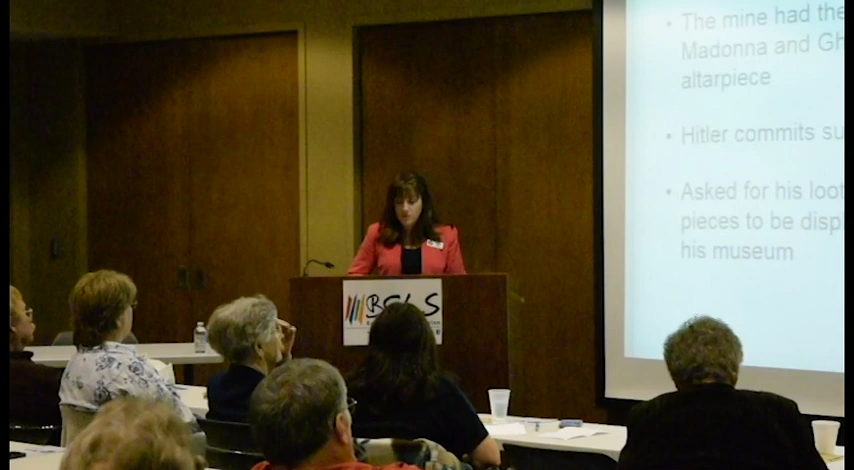 • The mine had the
Madonna and Gh
altarpiece
• Hitler commits su
• Asked for his loot
pieces to be disp
his museum